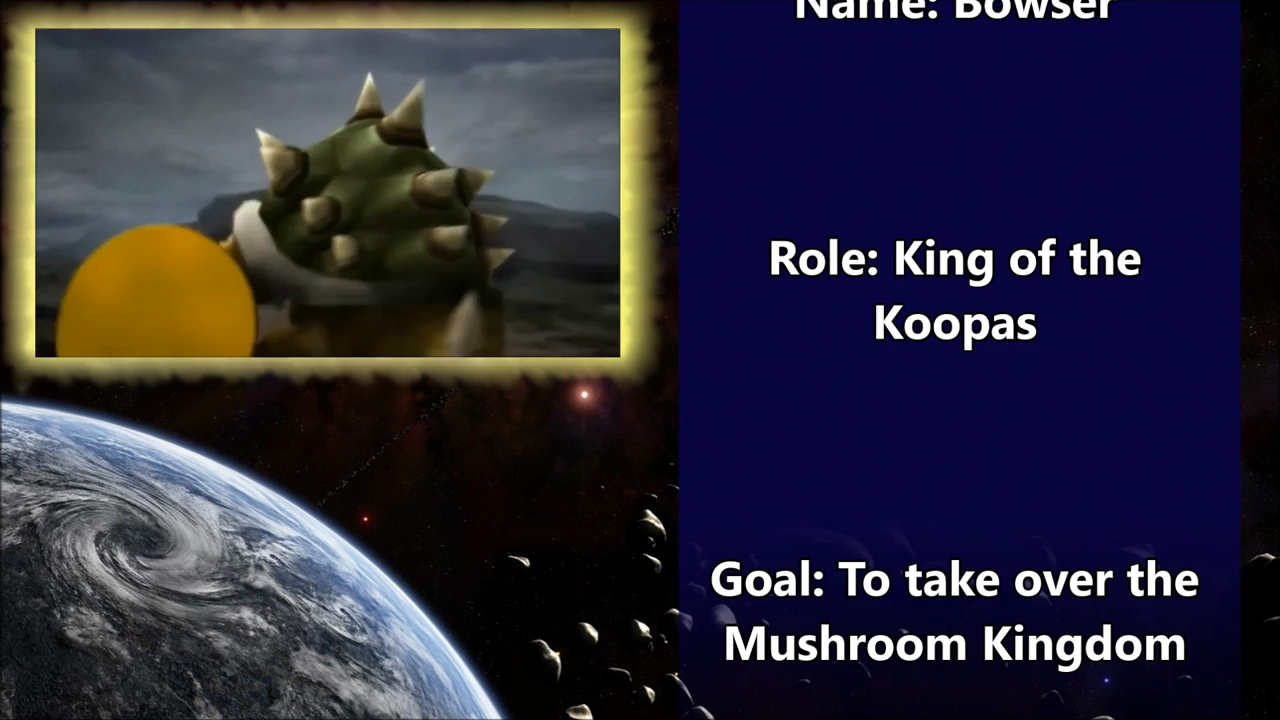 Name: Bowser
Role: King of the
Koopas
Goal: To take over the
Mushroom Kingdom